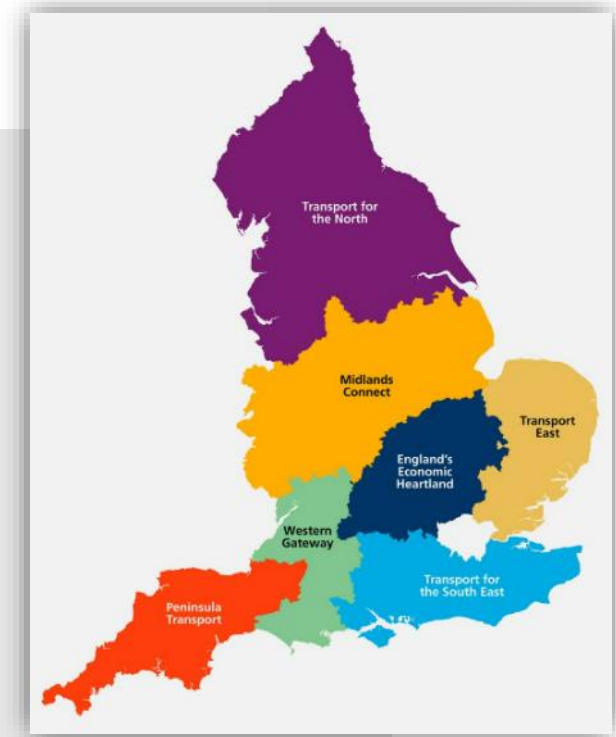 Transport for
the North
Midlands
Connect
Transport
East
England's
Economic
Heartland
Western
Gateway
Transport for
the South East
Peninsula
Transport